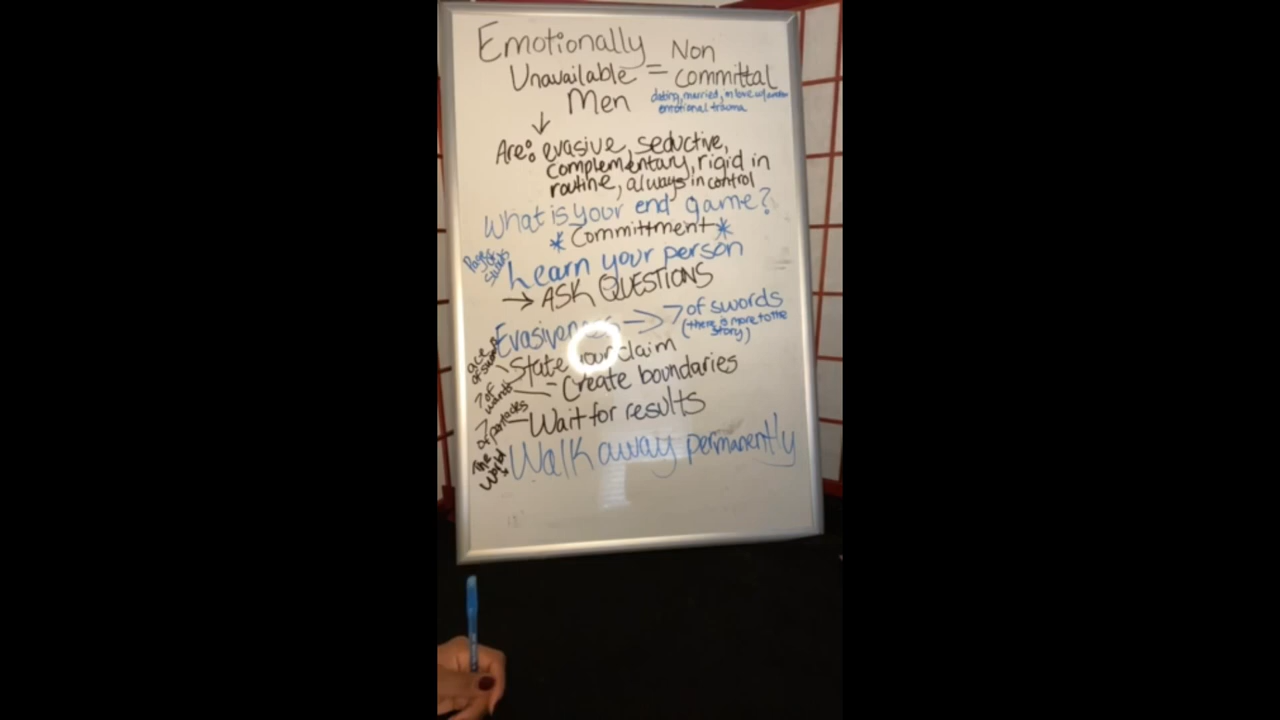 Emotionally
Unavailable = Non committal
Men
dating, married, in love w/
emotional trauma
Are: evasive, seductive,
complementary, rigid in
routine, always in control
What is your end game?
* Committment *
Page of swords
Learn your person
→ ASK QUESTIONS
Evasiveness → 7 of swords
(there is more to the story)
ace of swords
- State your claim
7 of wands
- Create boundaries
7 of pentacles
- Wait for results
The World
Walk away permanently